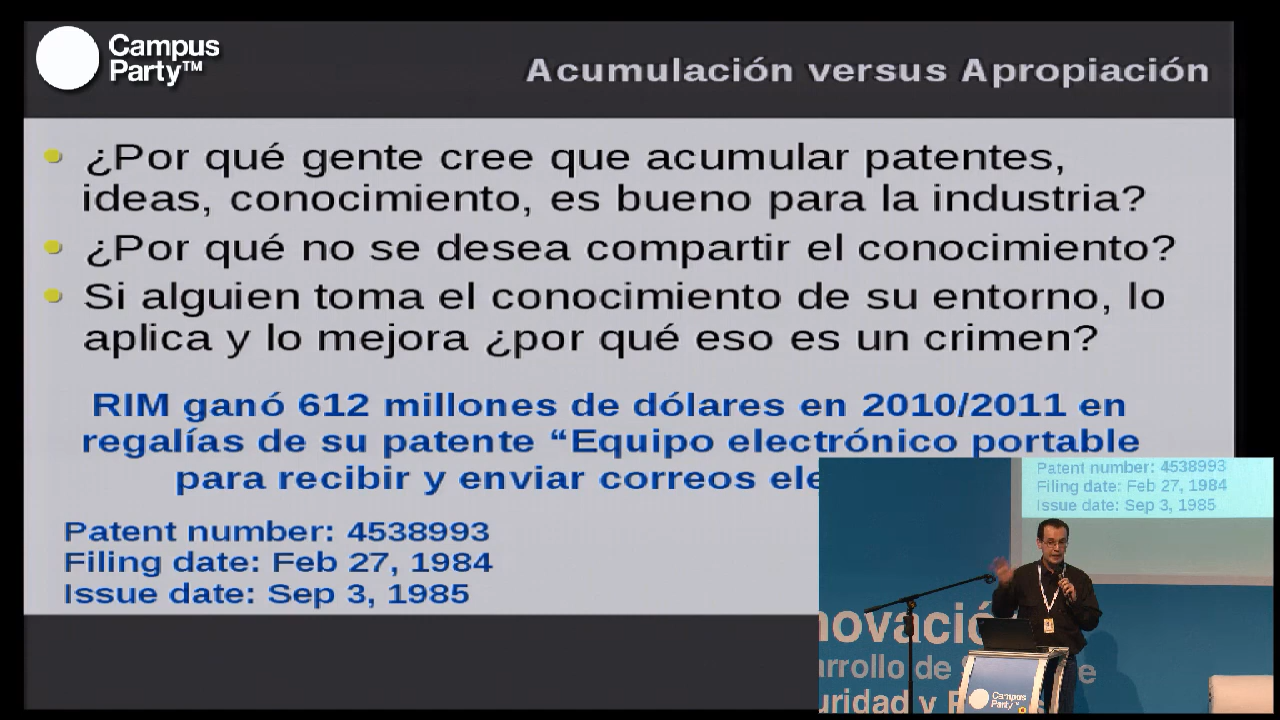 Campus
Party™
Acumulación versus Apropiación
¿Por qué gente cree que acumular patentes,
ideas, conocimiento, es bueno para la industria?
¿Por qué no se desea compartir el conocimiento?
Si alguien toma el conocimiento de su entorno, lo
aplica y lo mejora ¿por qué eso es un crimen?
RIM ganó 612 millones de dólares en 2010/2011 en
regalías de su patente “Equipo electrónico portable
para recibir y enviar correos
Patent number: 4538993
Filing date: Feb 27, 1984
Issue date: Sep 3, 1985
Patent number: 4538993
Filing date: Feb 27, 1984
Issue date: Sep 3, 1985
Campus
Party